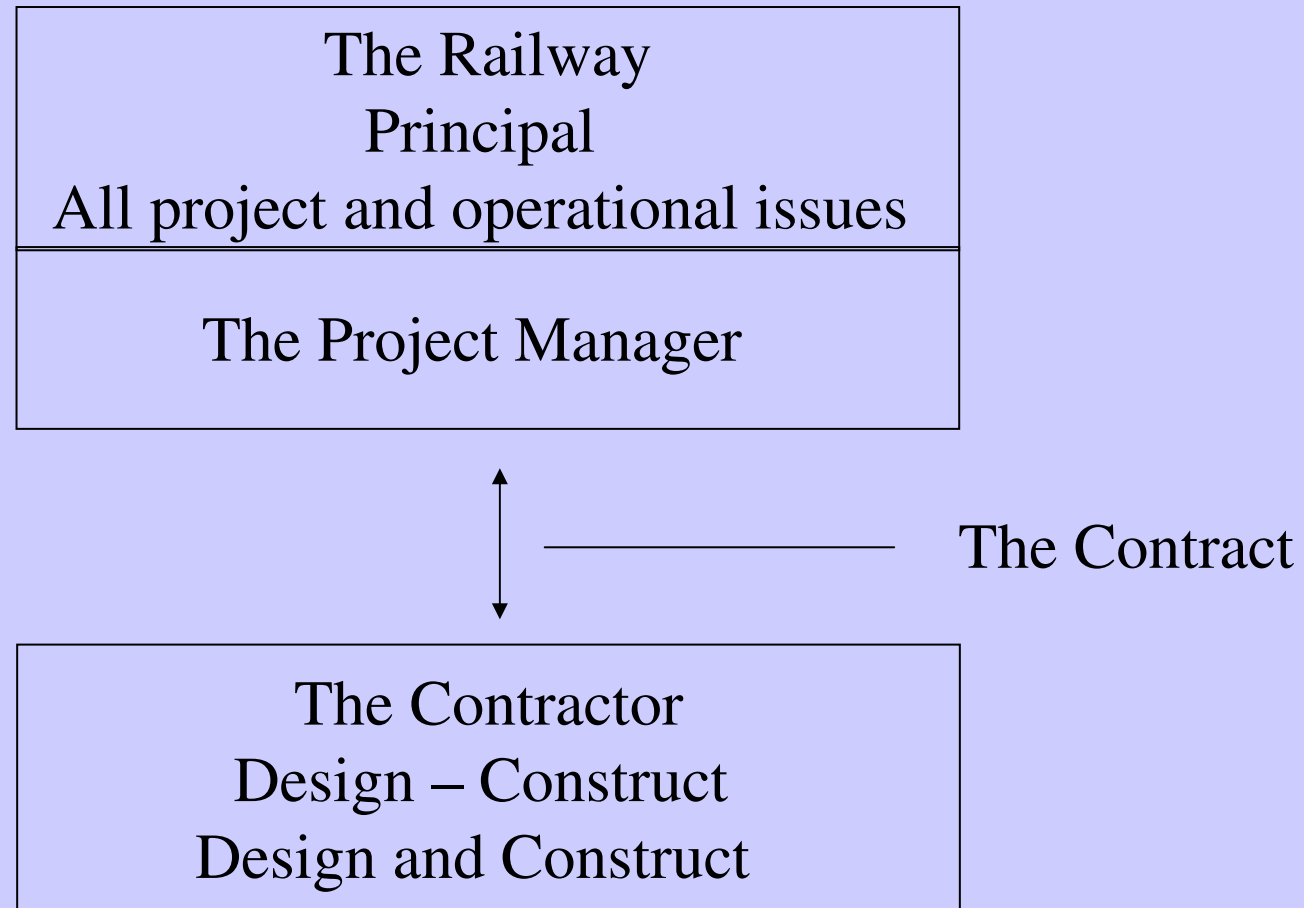 The Railway
Principal
All project and operational issues
The Project Manager
The Contract
The Contractor
Design – Construct
Design and Construct